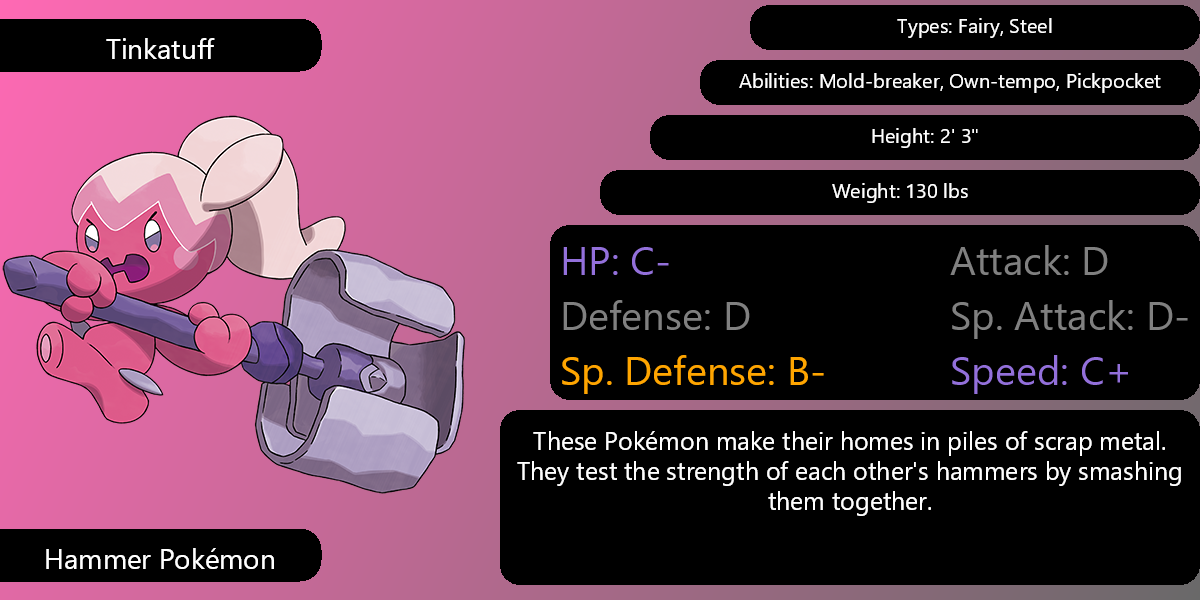 Tinkatuff
Types: Fairy, Steel
Abilities: Mold-breaker, Own-tempo, Pickpocket
Height: 2' 3"
Weight: 130 lbs
HP: C-
Attack: D
Defense: D
Sp. Attack: D-
Sp. Defense: B-
Speed: C+
These Pokémon make their homes in piles of scrap metal.
They test the strength of each other's hammers by smashing
them together.
Hammer Pokémon